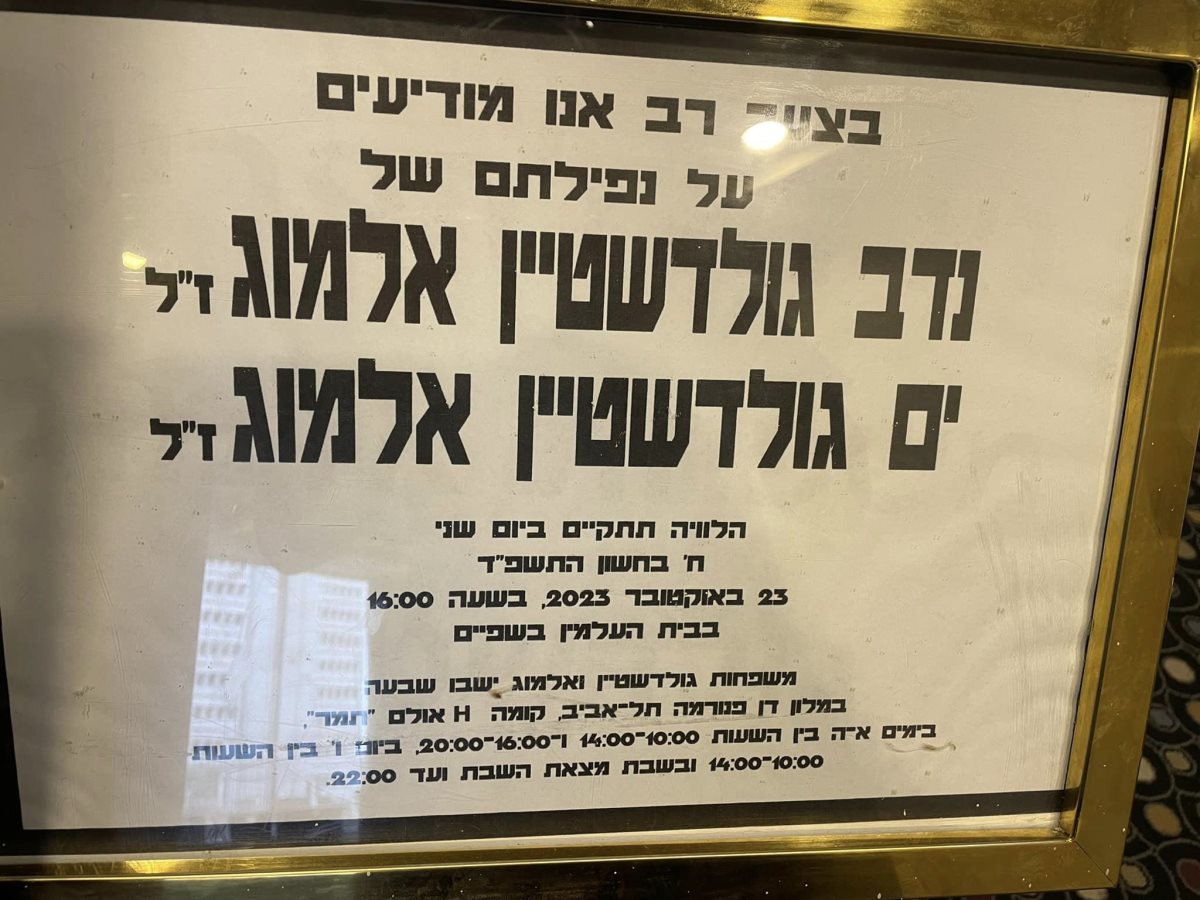 בצער רב אנו מודיעים
על נפילתם של
נדב גולדשטיין אלמוג ז"ל
ים גולדשטיין אלמוג ז"ל
הלוויה תתקיים ביום שני
ח' בחשון התשפ"ד
23 באוקטובר 2023, בשעה 16:00
בבית העלמין בשפיים
משפחות גולדשטיין ואלמוג ישבו שבעה
במלון דן פנורמה תל-אביב, קומה H אולם "תמר",
בימים א-ה בין השעות 14:00-10:00 ו-20:00-16:00, ביום ו' בין השעות
14:00-10:00 ובשבת מצאת השבת ועד 22:00.